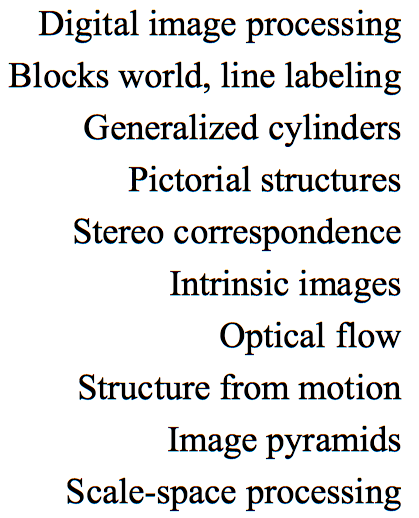 Digital image processing
Blocks world, line labeling
Generalized cylinders
Pictorial structures
Stereo correspondence
Intrinsic images
Optical flow
Structure from motion
Image pyramids
Scale-space processing